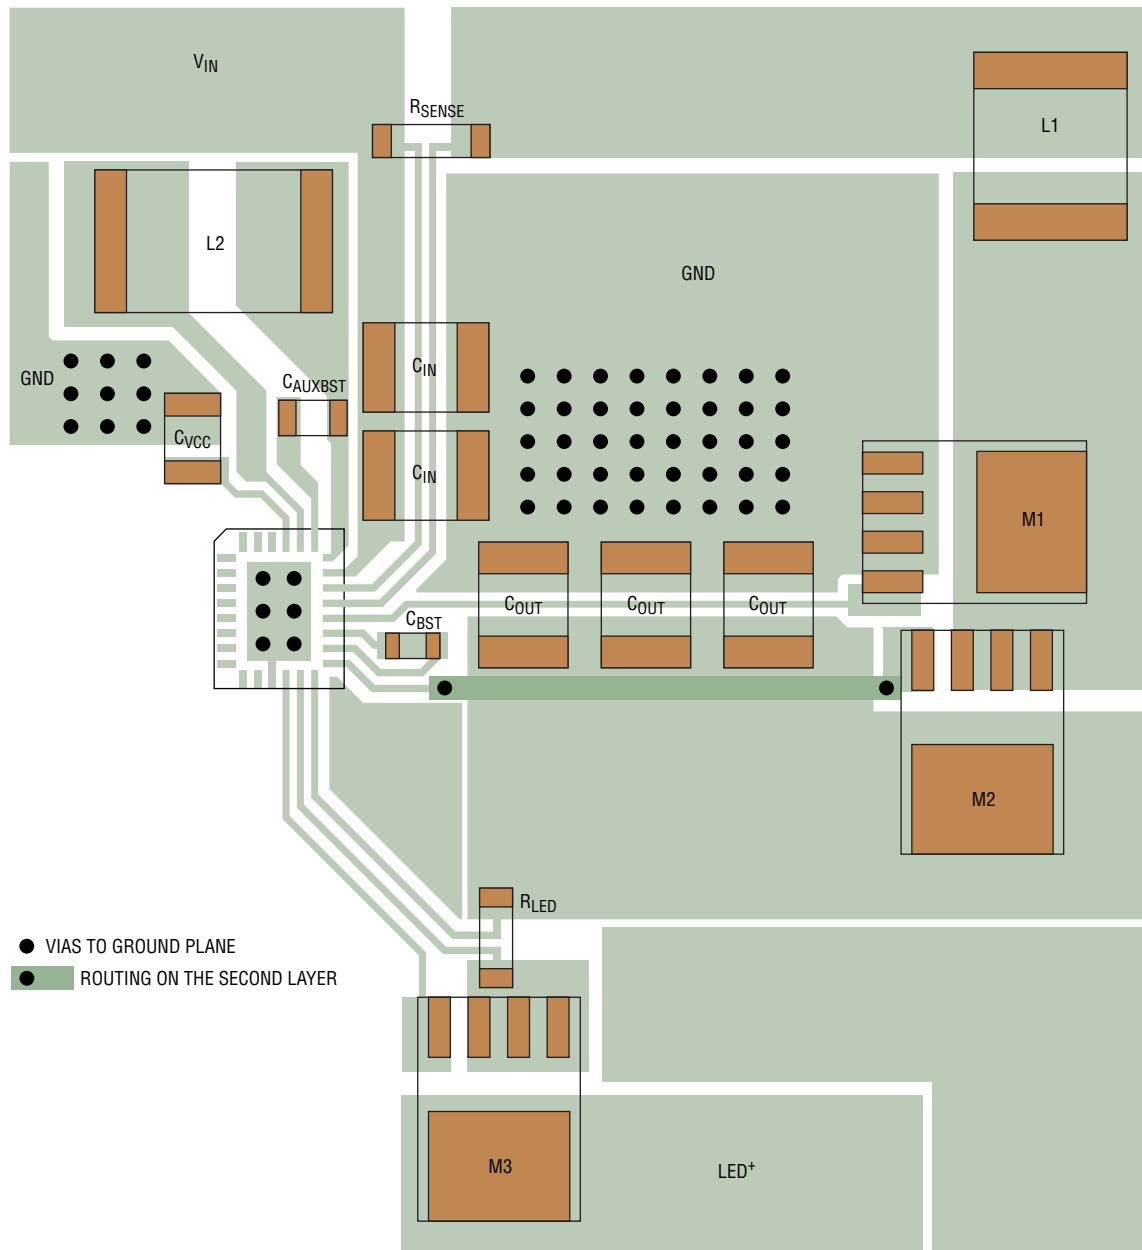 VIN
RSENSE
L1
L2
GND
CIN
GND
CAUXBST
CVCC
CIN
M1
COUT
COUT
COUT
CBST
M2
RLED
VIAS TO GROUND PLANE
ROUTING ON THE SECOND LAYER
M3
LED+